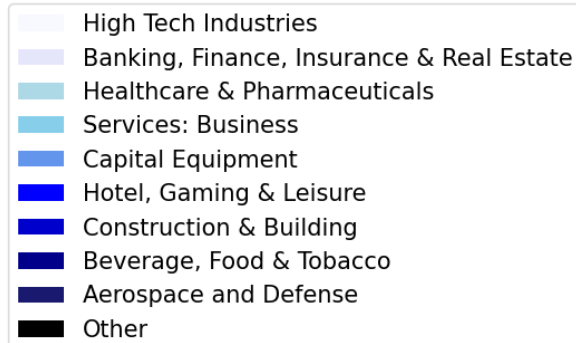 High Tech Industries
Banking, Finance, Insurance & Real Estate
Healthcare & Pharmaceuticals
Services: Business
Capital Equipment
Hotel, Gaming & Leisure
Construction & Building
Beverage, Food & Tobacco
Aerospace and Defense
Other